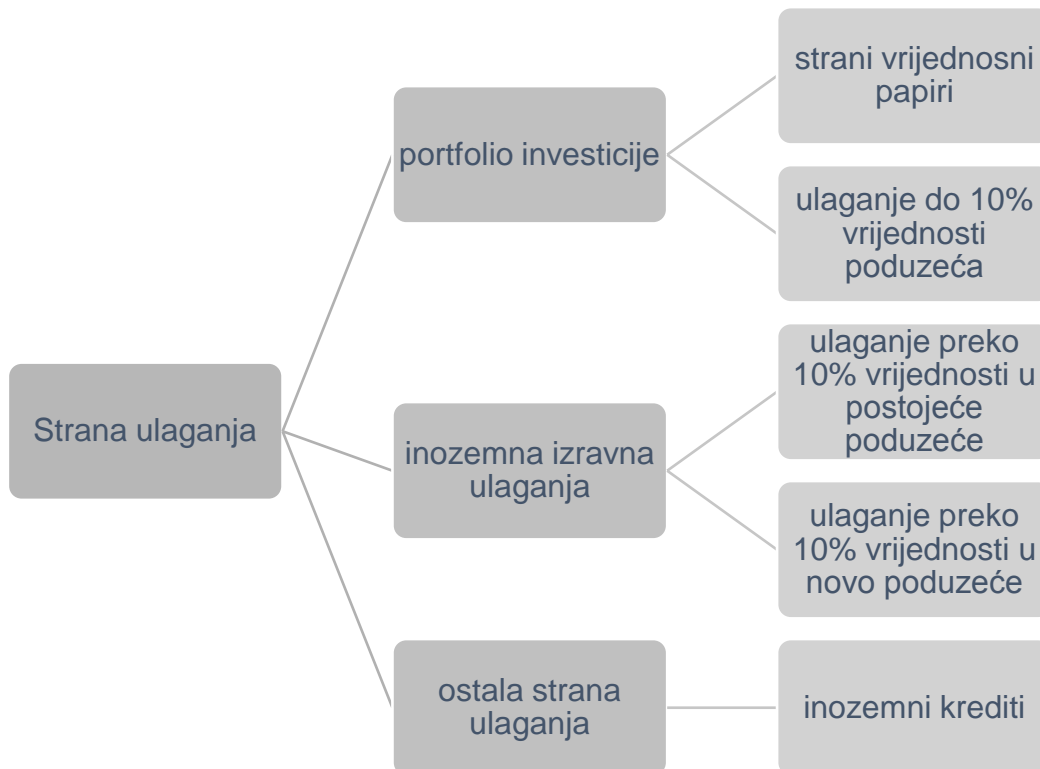 Strana ulaganja
portfolio investicije
strani vrijednosni
papiri
ulaganje do 10%
vrijednosti
poduzeća
inozemna izravna
ulaganja
ulaganje preko
10% vrijednosti u
postojeće
poduzeće
ulaganje preko
10% vrijednosti u
novo poduzeće
ostala strana
ulaganja
inozemni krediti